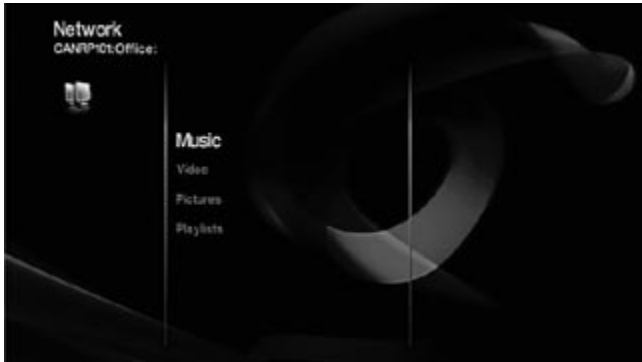 Network
CANRP101:Office:
Music
Video
Pictures
Playlists